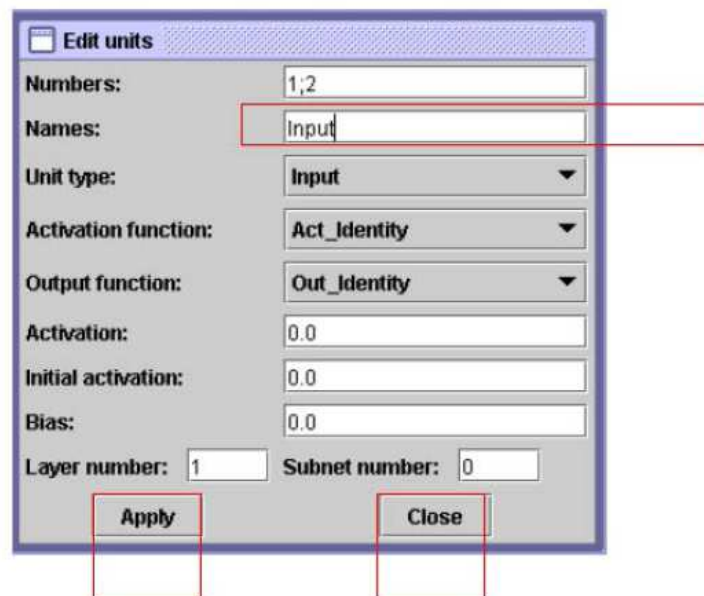 Edit units
Numbers: 1;2
Names: Input
Unit type: Input
Activation function: Act_Identity
Output function: Out_Identity
Activation: 0.0
Initial activation: 0.0
Bias: 0.0
Layer number: 1 Subnet number: 0
Apply Close